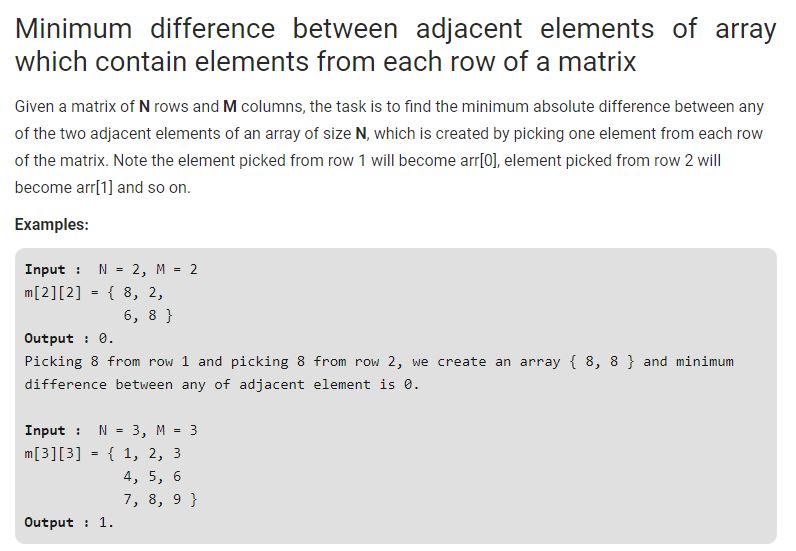 Minimum difference between adjacent elements of array
which contain elements from each row of a matrix
Given a matrix of N rows and M columns, the task is to find the minimum absolute difference between any
of the two adjacent elements of an array of size N, which is created by picking one element from each row
of the matrix. Note the element picked from row 1 will become arr[0], element picked from row 2 will
become arr[1] and so on.
Examples:
Input :  N = 2, M = 2
m[2][2] = { 8, 2,
            6, 8 }
Output : 0.
Picking 8 from row 1 and picking 8 from row 2, we create an array { 8, 8 } and minimum
difference between any of adjacent element is 0.
Input :  N = 3, M = 3
m[3][3] = { 1, 2, 3
            4, 5, 6
            7, 8, 9 }
Output : 1.